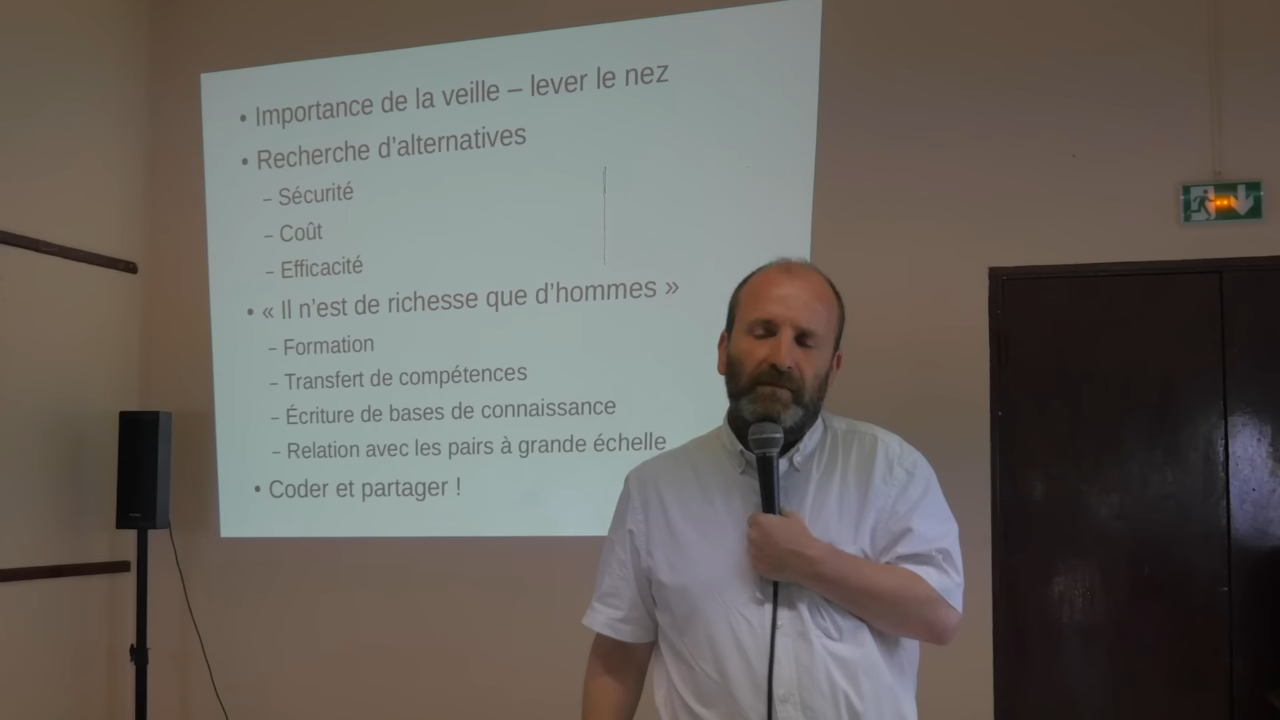 • Importance de la veille – lever le nez
• Recherche d’alternatives
– Sécurité
– Coût
– Efficacité
• « Il n’est de richesse que d’hommes »
– Formation
– Transfert de compétences
– Écriture de bases de connaissance
– Relation avec les pairs à grande échelle
• Coder et partager !